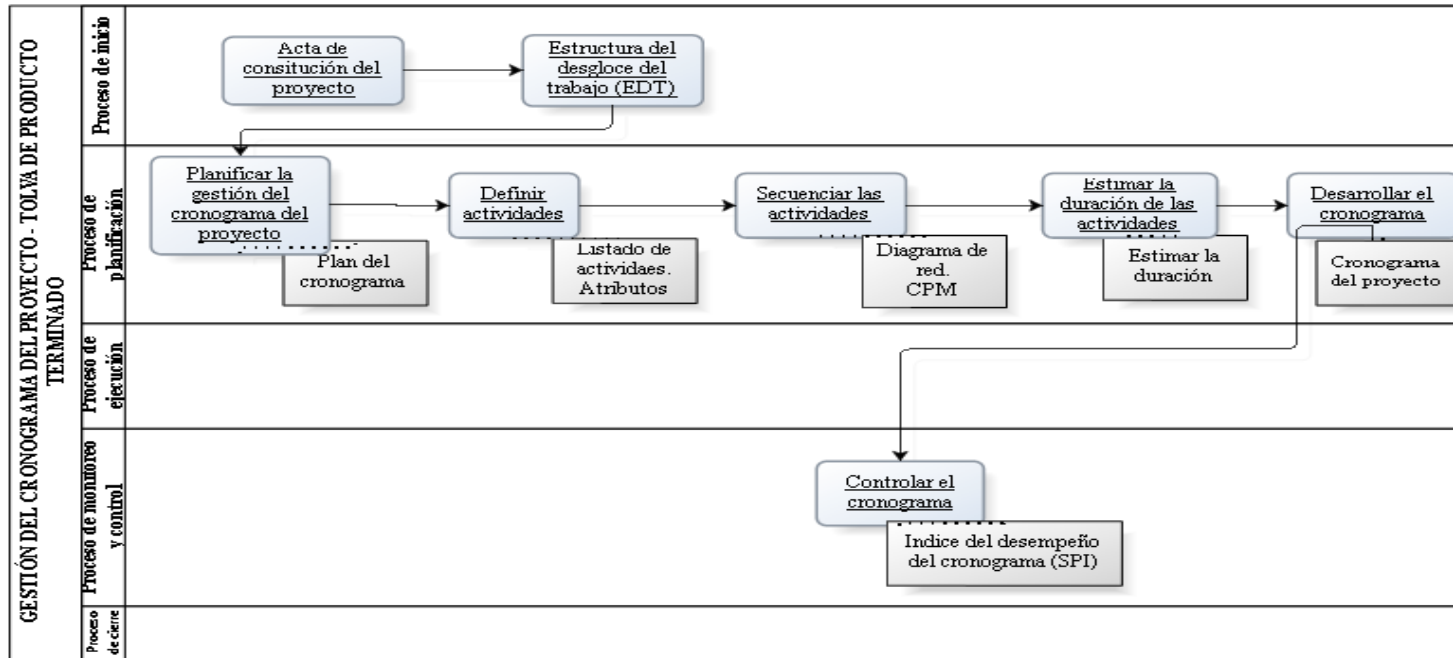 GESTIÓN DEL CRONOGRAMA DEL PROYECTO - TOLVA DE PRODUCTO
TERMINADO
Proceso de inicio
Acta de
consitución del
proyecto
Estructura del
desgloce del
trabajo (EDT)
Proceso de
planificación
Planificar la
gestión del
cronograma del
proyecto
Plan del
cronograma
Definir
actividades
Listado de
actividaes.
Atributos
Secuenciar las
actividades
Diagrama de
red.
CPM
Estimar la
duración de las
actividades
Estimar la
duración
Desarrollar el
cronograma
Cronograma
del proyecto
Proceso de
ejecución
Proceso de monitoreo
y control
Controlar el
cronograma
Indice del desempeño
del cronograma (SPI)
Proceso
de cierre